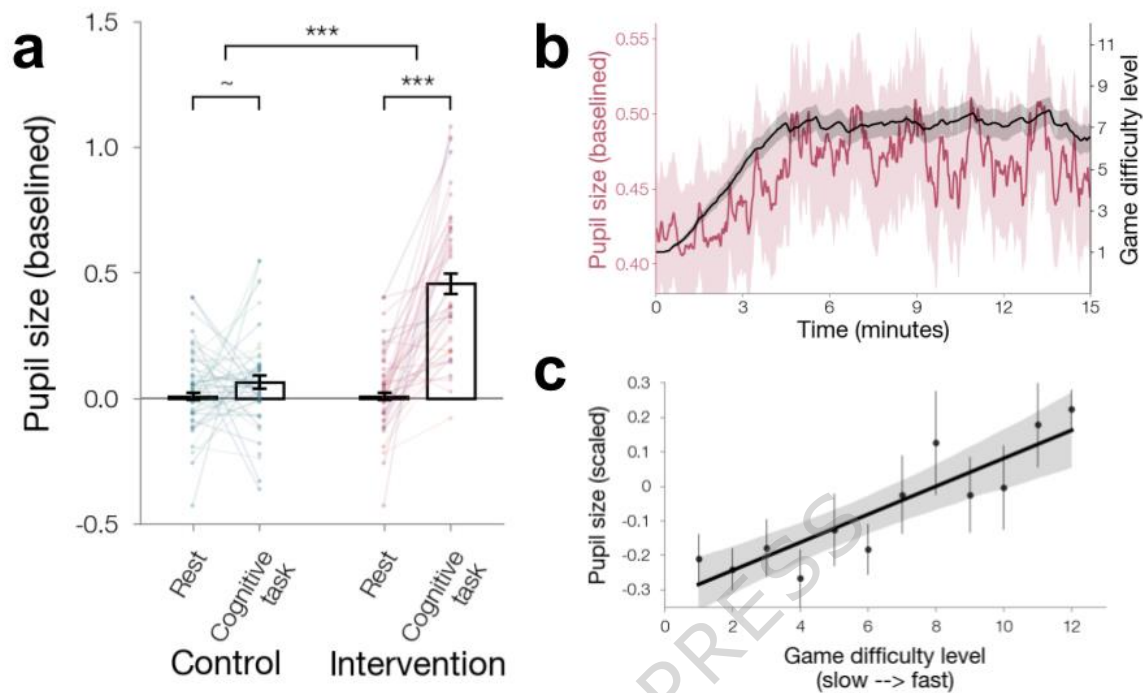 a
1.5
1.0
0.5
0.0
-0.5
Pupil size (baselined)
***
~
***
Rest
Cognitive
task
Rest
Cognitive
task
Control
Intervention
b
0.55
0.50
0.45
0.40
Pupil size (baselined)
11
9
7
5
3
1
Game difficulty level
0 3 6 9 12 15
Time (minutes)
c
0.3
0.2
0.1
0
-0.1
-0.2
-0.3
Pupil size (scaled)
0 2 4 6 8 10 12
Game difficulty level
(slow --> fast)
PRESS